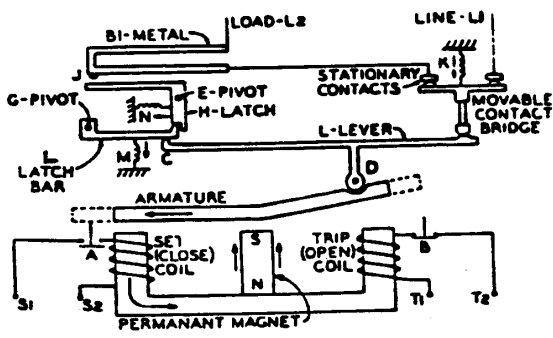 LOAD-L2
LINE-L1
BI-METAL
J
K
STATIONARY
CONTACTS
G-PIVOT
E-PIVOT
N
H-LATCH
MOVABLE
CONTACT
BRIDGE
L-LEVER
L
LATCH
BAR
M
C
D
ARMATURE
A
SET
(CLOSE)
COIL
S
N
TRIP
(OPEN)
COIL
B
S1
S2
T1
T2
PERMANANT MAGNET